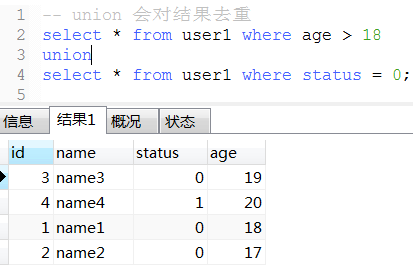 1 -- union 会对结果去重
2 select * from user1 where age > 18
3 union
4 select * from user1 where status = 0;
5
信息 结果1 概况 状态
id name status age
3 name3 0 19
4 name4 1 20
1 name1 0 18
2 name2 0 17